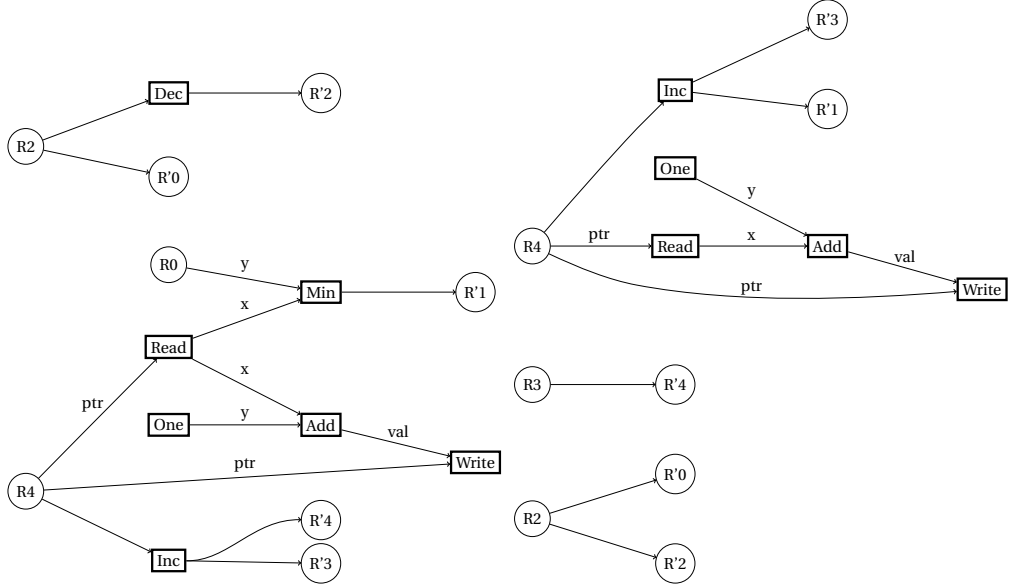 Dec
R'2
R2
R'0
R0
y
Min
R'1
x
Read
x
ptr
One
y
Add
val
ptr
Write
R4
R'4
Inc
R'3
R'3
Inc
R'1
One
y
R4
ptr
Read
x
Add
val
ptr
Write
R3
R'4
R'0
R2
R'2